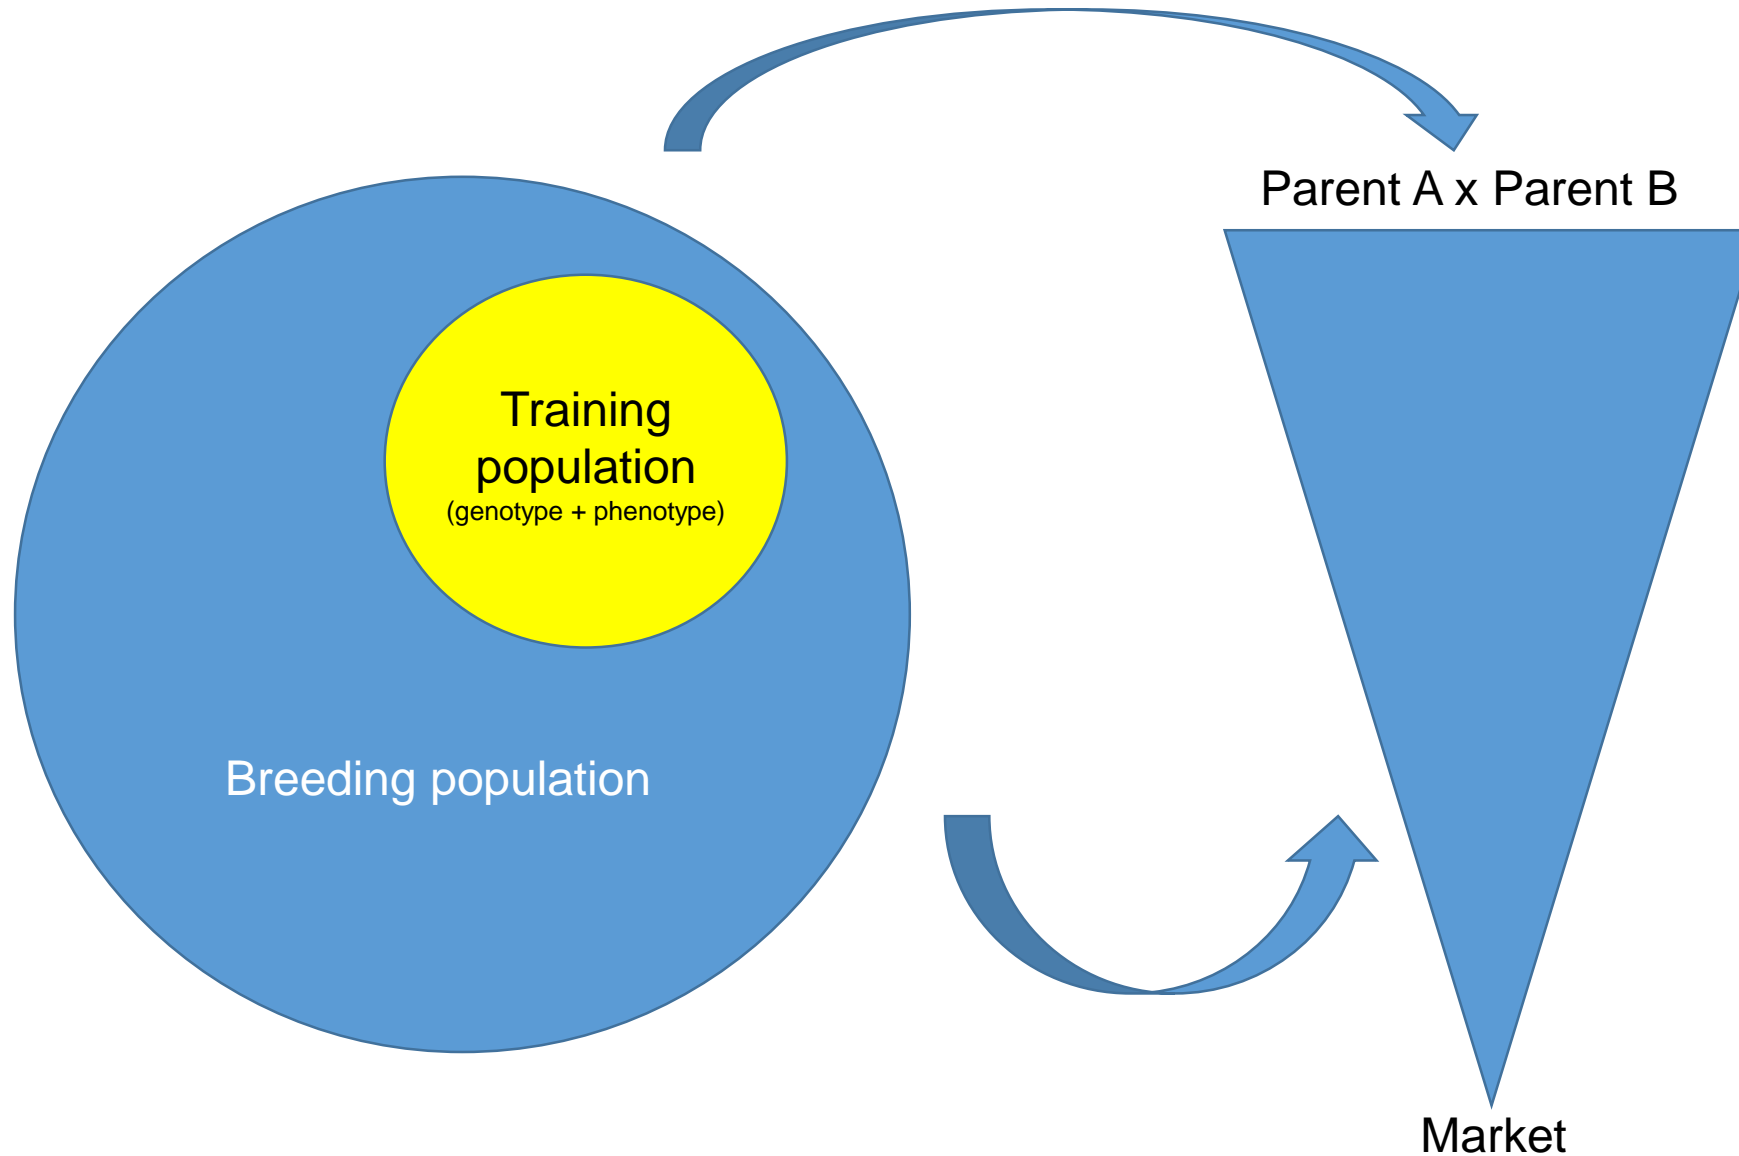 Parent A x Parent B
Training
population
(genotype + phenotype)
Breeding population
Market